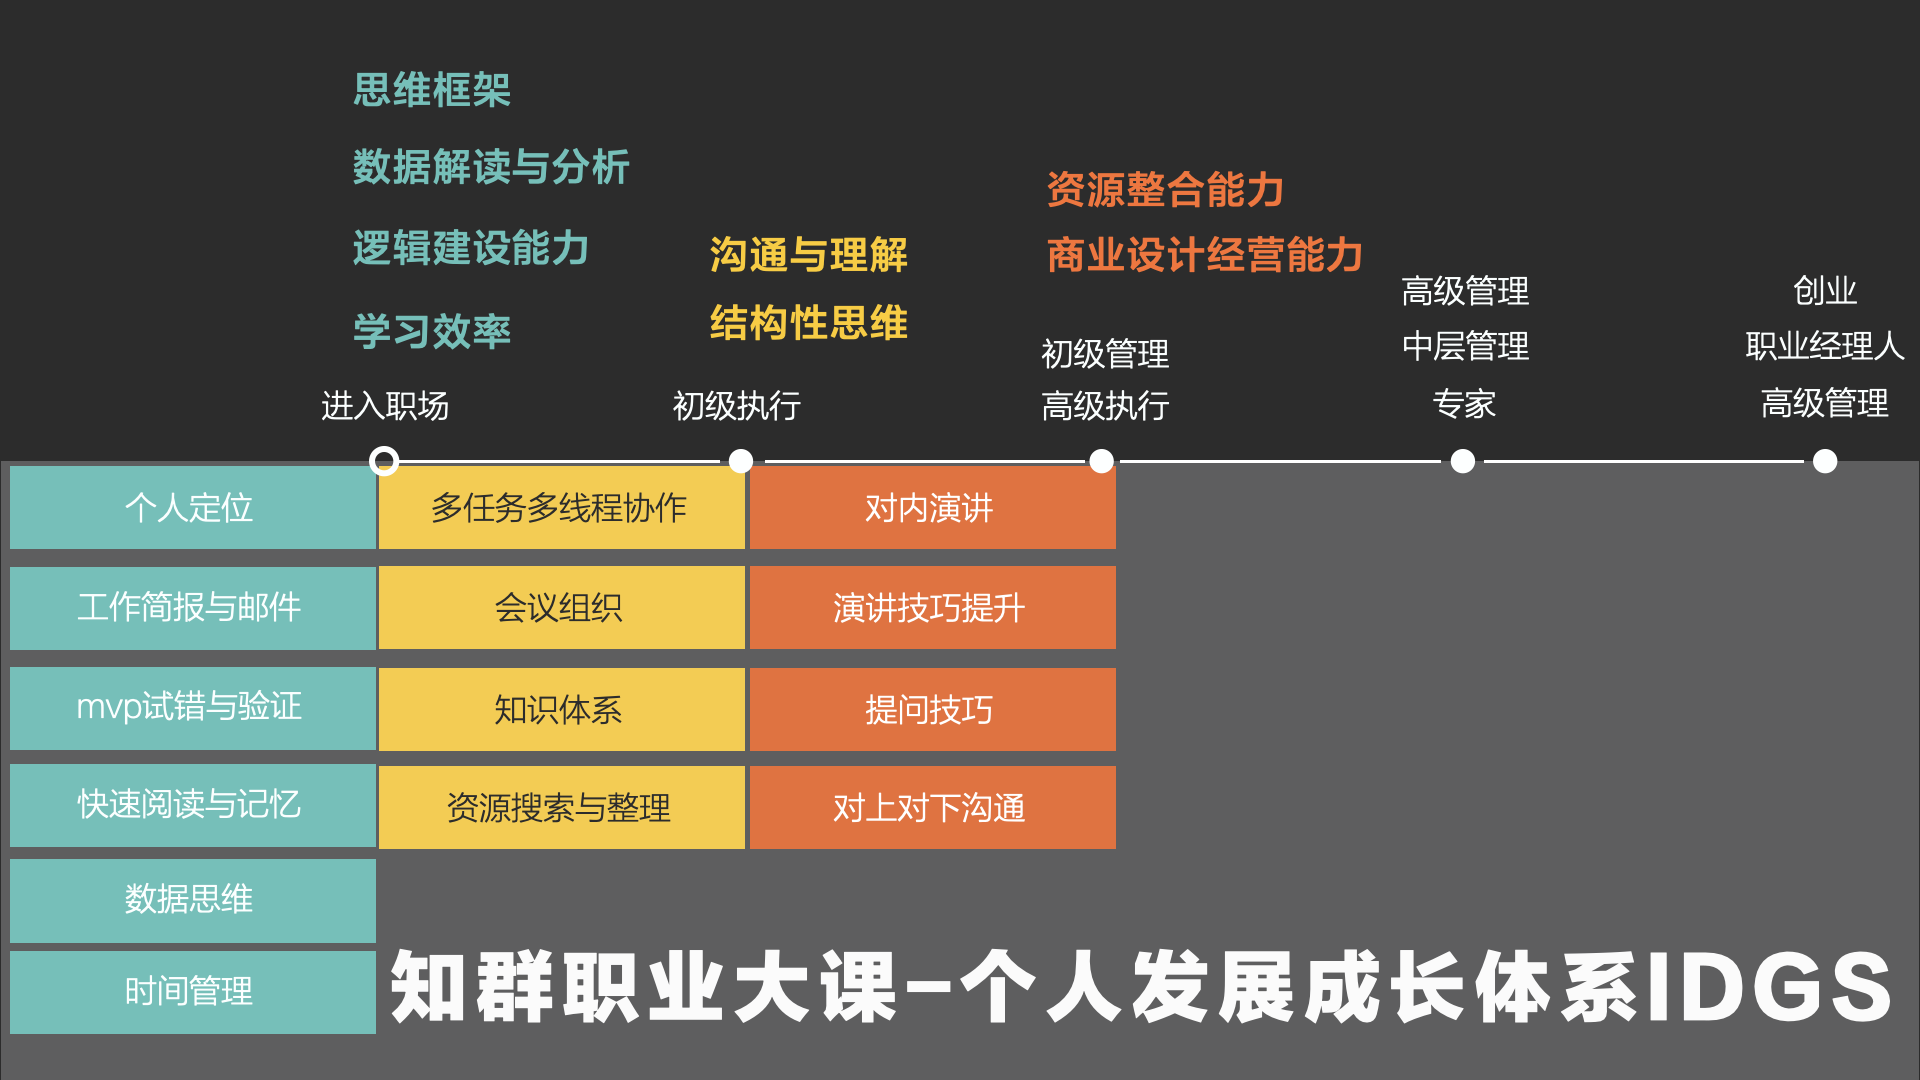 思维框架
数据解读与分析
逻辑建设能力
学习效率
进入职场
沟通与理解
结构性思维
初级执行
资源整合能力
商业设计经营能力
初级管理
高级执行
高级管理
中层管理
专家
创业
职业经理人
高级管理
个人定位
工作简报与邮件
mvp试错与验证
快速阅读与记忆
数据思维
时间管理
多任务多线程协作
会议组织
知识体系
资源搜索与整理
对内演讲
演讲技巧提升
提问技巧
对上对下沟通
知群职业大课-个人发展成长体系IDGS